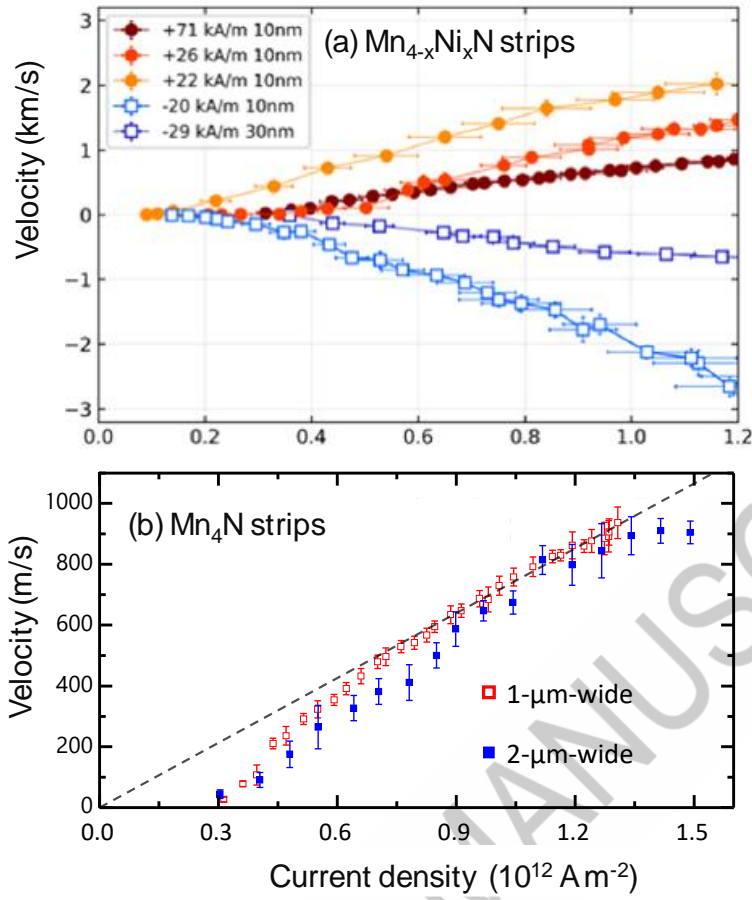 +71 kA/m 10nm
+26 kA/m 10nm
+22 kA/m 10nm
-20 kA/m 10nm
-29 kA/m 30nm
(a) Mn4-xNixN strips
Velocity (km/s)
3
2
1
0
−1
−2
−3
0.0 0.2 0.4 0.6 0.8 1.0 1.2
(b) Mn4N strips
Velocity (m/s)
1000
800
600
400
200
0
1-μm-wide
2-μm-wide
0.0 0.3 0.6 0.9 1.2 1.5
Current density (10¹² A m⁻²)
MANUSC